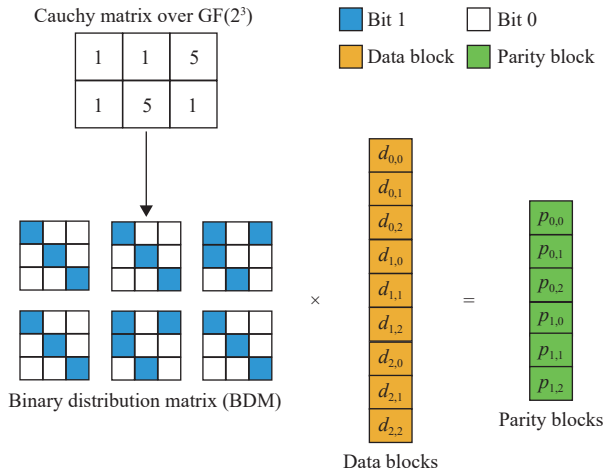 Cauchy matrix over GF(2³)
1 1 5
1 5 1
Bit 1
Bit 0
Data block
Parity block
d0,0
d0,1
d0,2
d1,0
d1,1
d1,2
d2,0
d2,1
d2,2
×
=
p0,0
p0,1
p0,2
p1,0
p1,1
p1,2
Binary distribution matrix (BDM)
Data blocks
Parity blocks